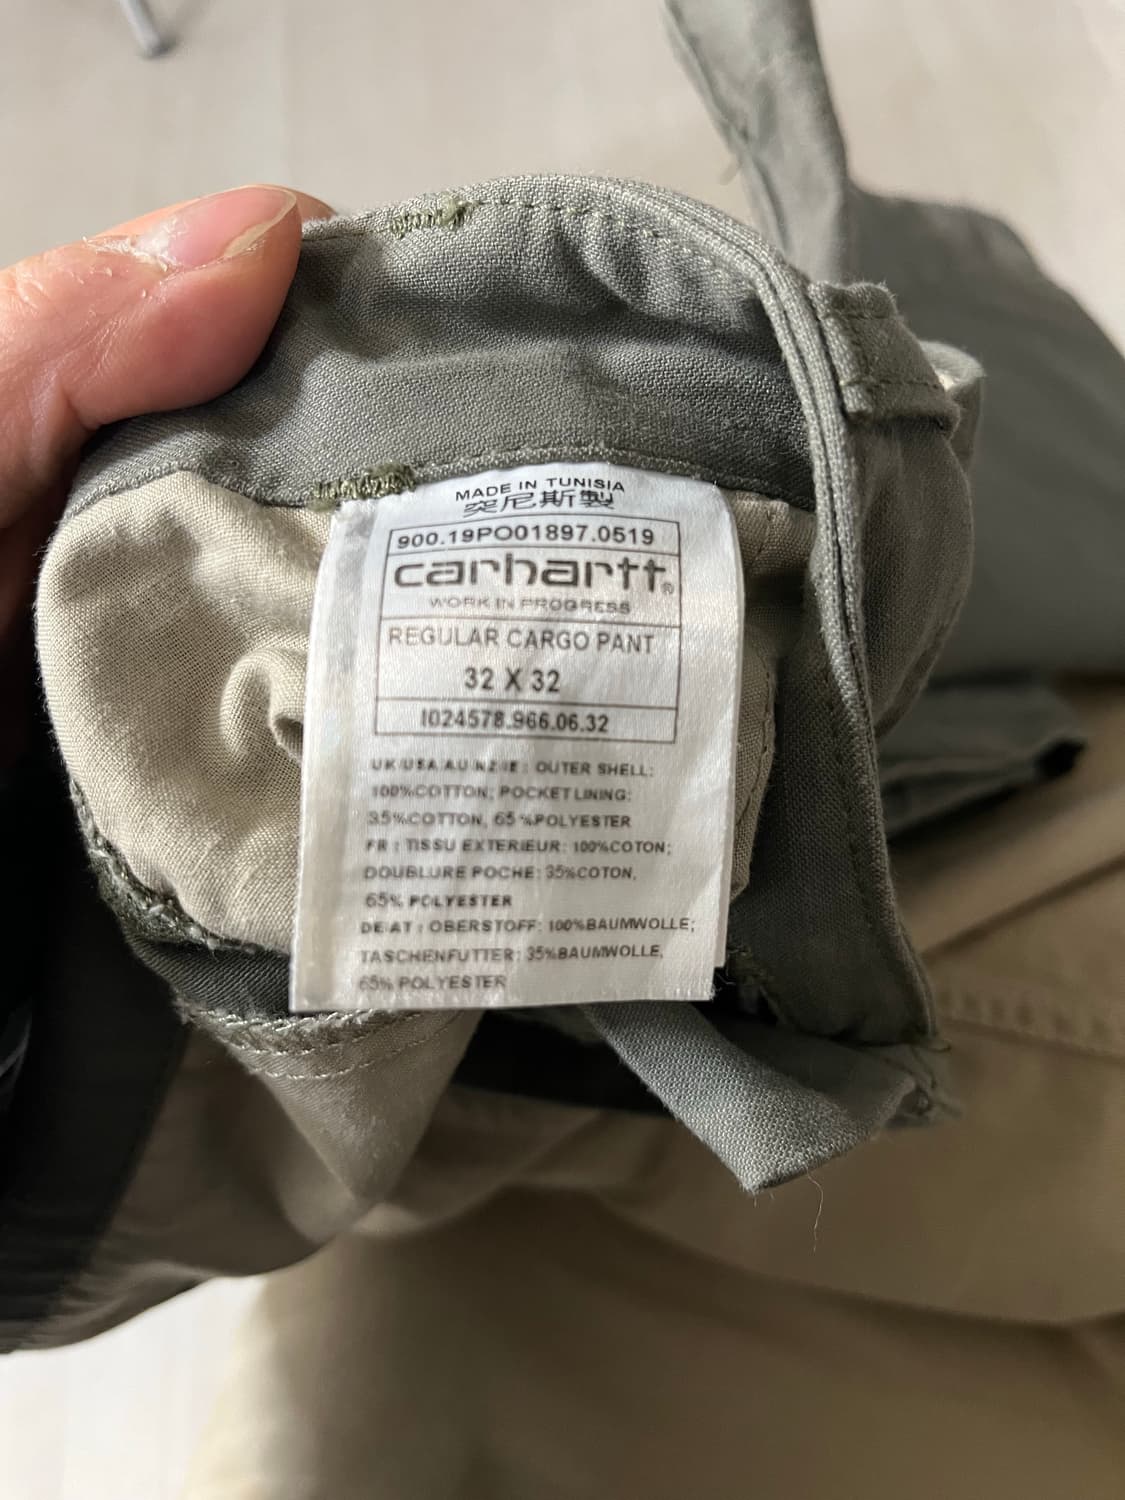 MADE IN TUNISIA
突尼斯製
900.19PO01897.0519
carhartt®
WORK IN PROGRESS
REGULAR CARGO PANT
32 X 32
I024578.966.06.32
UK/USA/AU/NZ/IE: OUTER SHELL:
100%COTTON; POCKET LINING:
35%COTTON, 65%POLYESTER
FR : TISSU EXTERIEUR: 100%COTON;
DOUBLURE POCHE: 35%COTON,
65% POLYESTER
DE/AT : OBERSTOFF: 100%BAUMWOLLE;
TASCHENFUTTER: 35%BAUMWOLLE,
65% POLYESTER